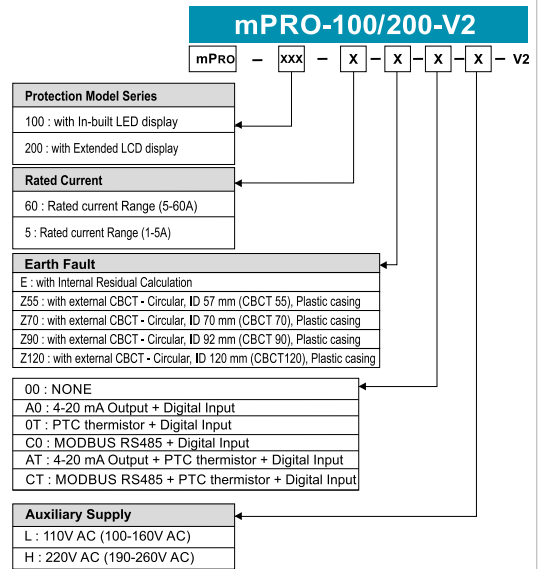 mPRO-100/200-V2
mPRO – xxx – X – X – X – X – V2
Protection Model Series
100 : with In-built LED display
200 : with Extended LCD display
Rated Current
60 : Rated current Range (5-60A)
5 : Rated current Range (1-5A)
Earth Fault
E : with Internal Residual Calculation
Z55 : with external CBCT - Circular, ID 57 mm (CBCT 55), Plastic casing
Z70 : with external CBCT - Circular, ID 70 mm (CBCT 70), Plastic casing
Z90 : with external CBCT - Circular, ID 92 mm (CBCT 90), Plastic casing
Z120 : with external CBCT - Circular, ID 120 mm (CBCT120), Plastic casing
00 : NONE
A0 : 4-20 mA Output + Digital Input
0T : PTC thermistor + Digital Input
C0 : MODBUS RS485 + Digital Input
AT : 4-20 mA Output + PTC thermistor + Digital Input
CT : MODBUS RS485 + PTC thermistor + Digital Input
Auxiliary Supply
L : 110V AC (100-160V AC)
H : 220V AC (190-260V AC)